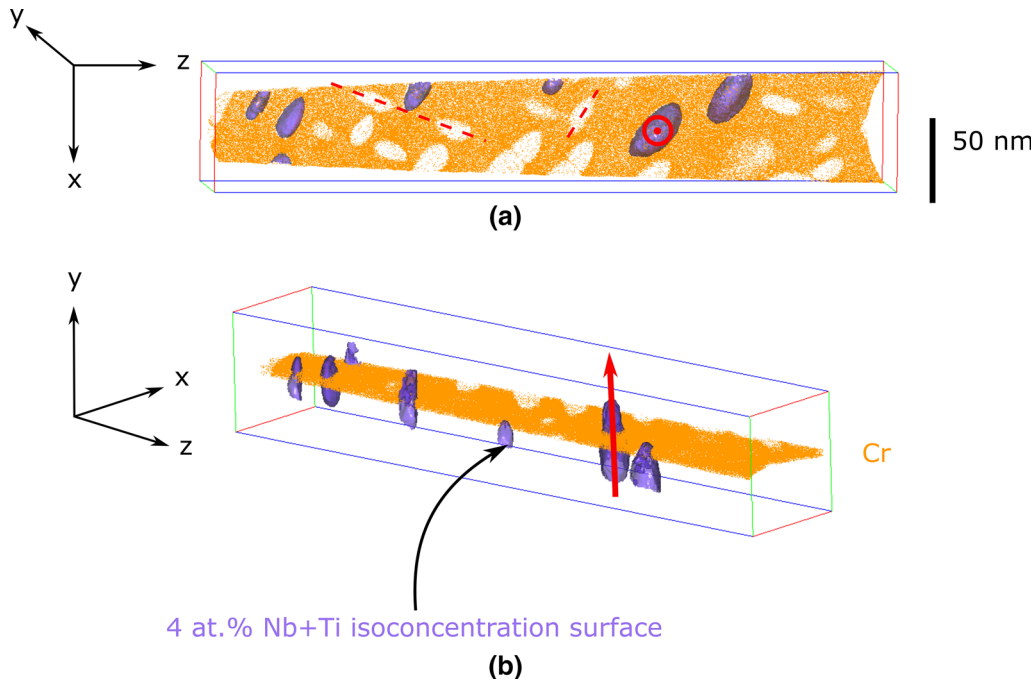 y
z
x
50 nm
(a)
y
x
z
Cr
4 at.% Nb+Ti isoconcentration surface
(b)